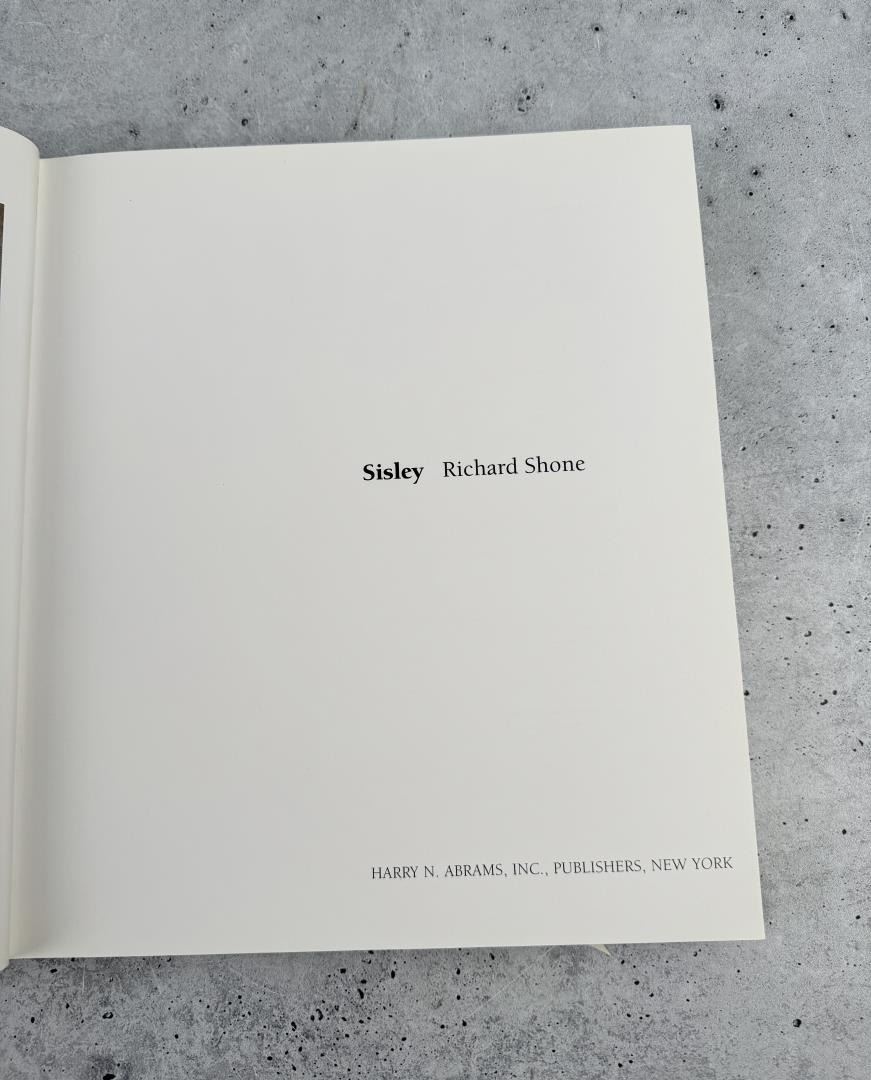 Sisley Richard Shone
HARRY N. ABRAMS, INC., PUBLISHERS, NEW YORK